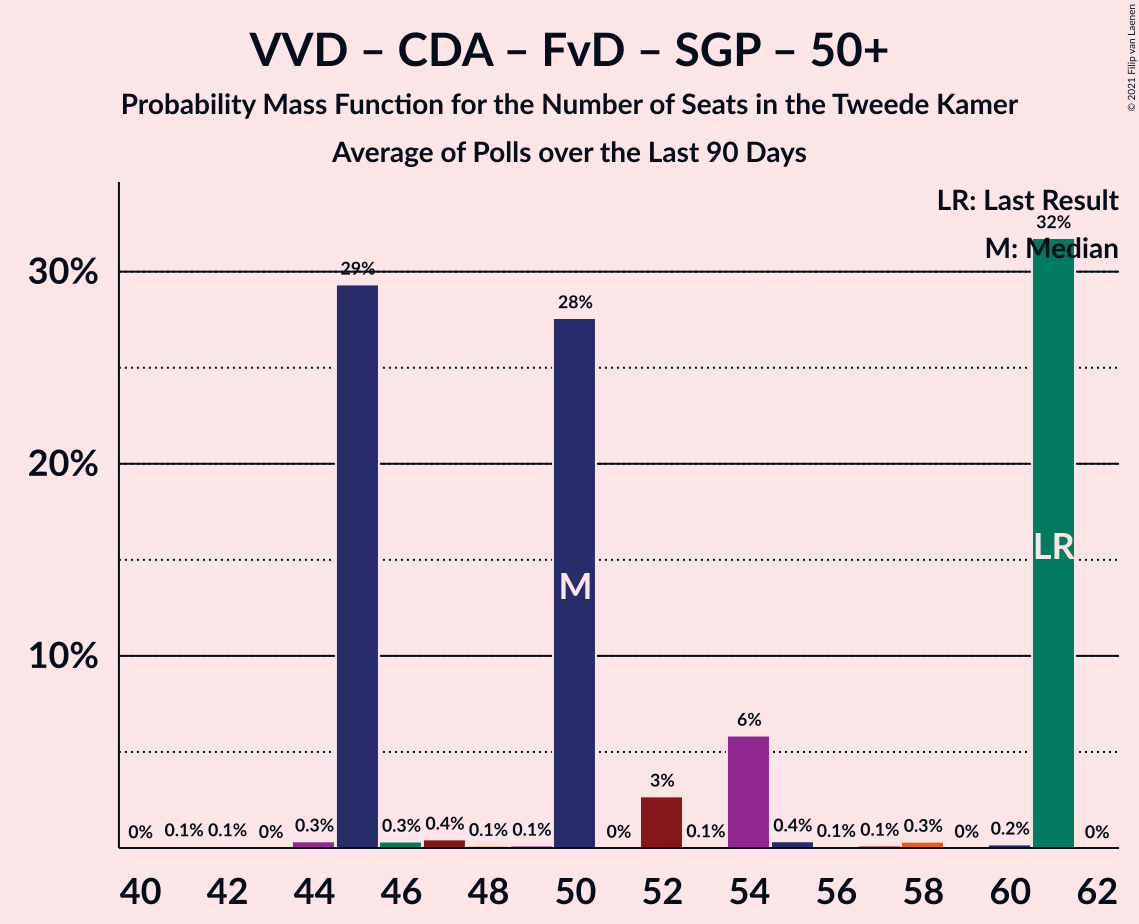 VVD – CDA – FvD – SGP – 50+
Probability Mass Function for the Number of Seats in the Tweede Kamer
Average of Polls over the Last 90 Days
© 2021 Filip van Laenen
LR: Last Result
M: Median
30%
20%
10%
0% 0.1% 0.1% 0% 0.3% 29% 0.3% 0.4% 0.1% 0.1% 28% 0% 3% 0.1% 6% 0.4% 0.1% 0.1% 0.3% 0% 0.2% 32% 0%
M
LR
40 42 44 46 48 50 52 54 56 58 60 62